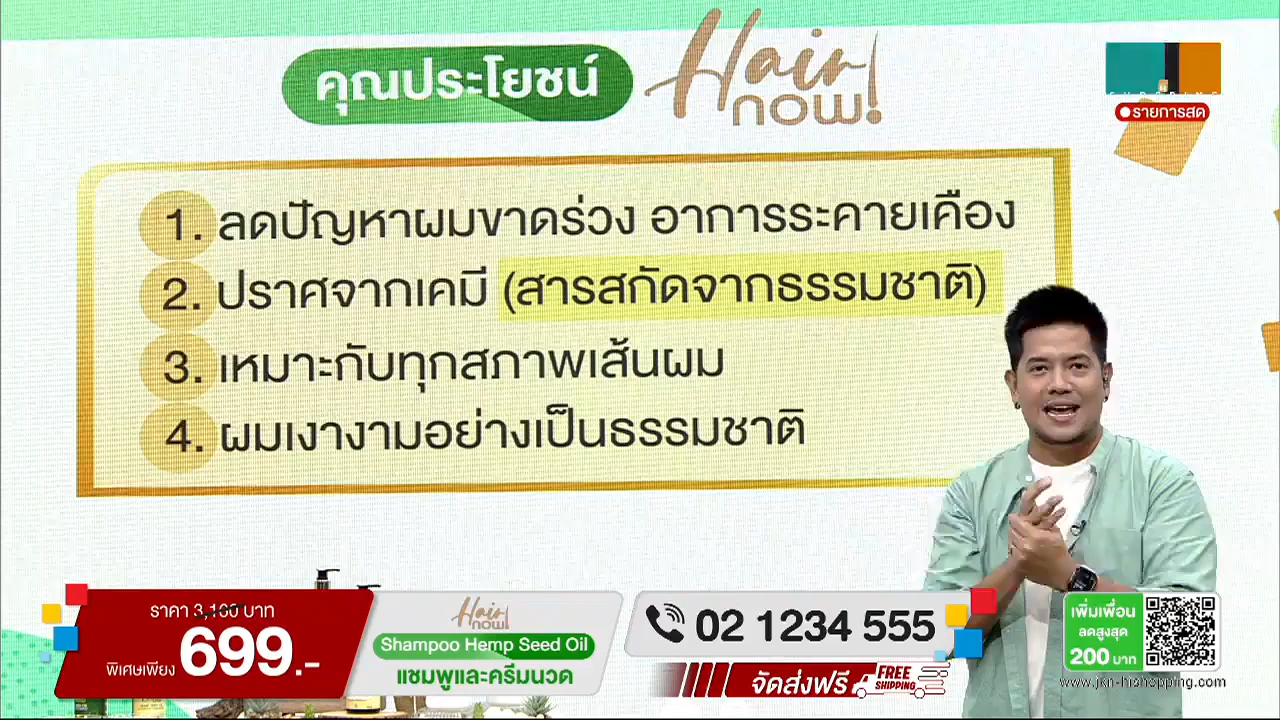 คุณประโยชน์
Hair now!
รายการสด
1. ลดปัญหาผมขาดร่วง อาการระคายเคือง
2. ปราศจากเคมี (สารสกัดจากธรรมชาติ)
3. เหมาะกับทุกสภาพเส้นผม
4. ผมเงางามอย่างเป็นธรรมชาติ
ราคา 3,100 บาท
พิเศษเพียง 699.-
Hair now!
Shampoo Hemp Seed Oil
แชมพูและครีมนวด
02 1234 555
จัดส่งฟรี
FREE SHIPPING
เพิ่มเพื่อน
ลดสูงสุด
200 บาท